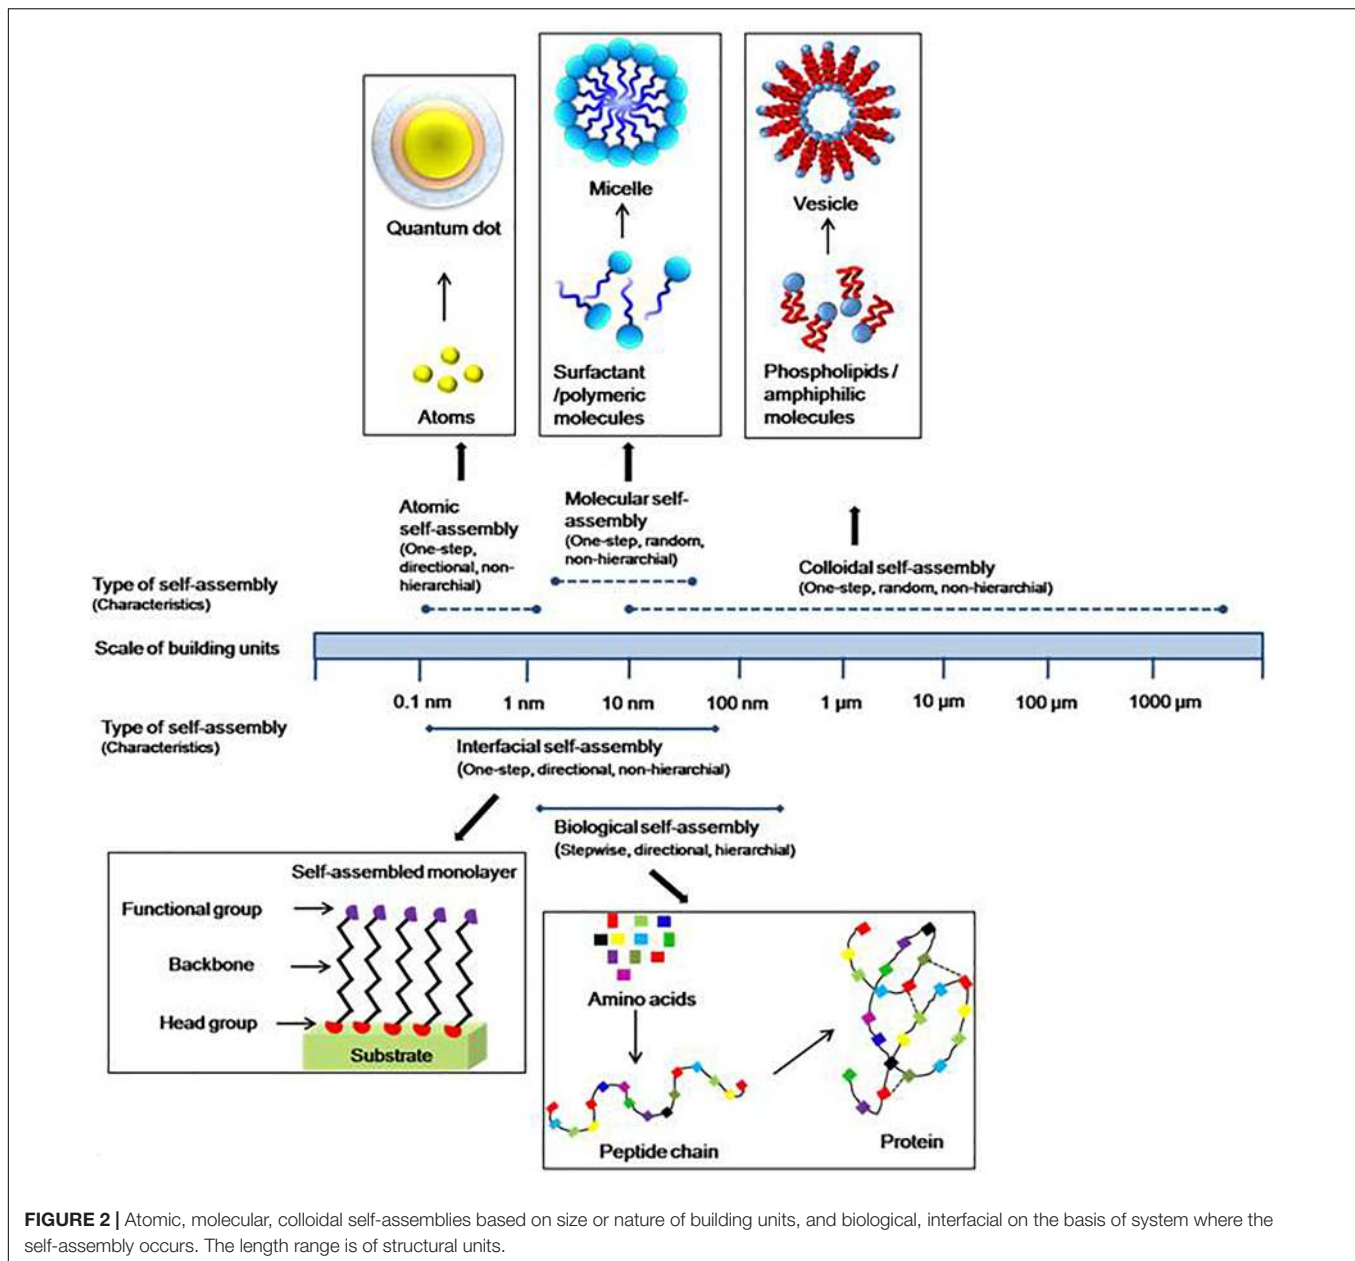 Quantum dot
Atoms
Micelle
Surfactant
/polymeric
molecules
Vesicle
Phospholipids /
amphiphilic
molecules
Atomic
self-assembly
(One-step,
directional, non-
hierarchial)
Molecular self-
assembly
(One-step, random,
non-hierarchial)
Colloidal self-assembly
(One-step, random, non-hierarchial)
Type of self-assembly
(Characteristics)
Scale of building units
0.1 nm 1 nm 10 nm 100 nm 1 µm 10 µm 100 µm 1000 µm
Type of self-assembly
(Characteristics)
Interfacial self-assembly
(One-step, directional, non-hierarchial)
Biological self-assembly
(Stepwise, directional, hierarchial)
Self-assembled monolayer
Functional group
Backbone
Head group
Substrate
Amino acids
Peptide chain
Protein
FIGURE 2 | Atomic, molecular, colloidal self-assemblies based on size or nature of building units, and biological, interfacial on the basis of system where the
self-assembly occurs. The length range is of structural units.